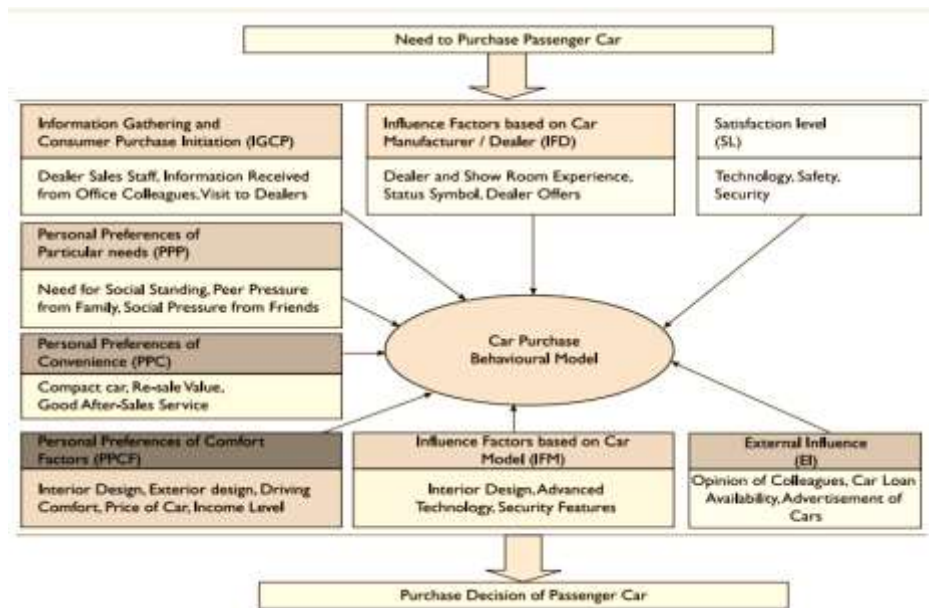 Need to Purchase Passenger Car
Information Gathering and
Consumer Purchase Initiation (IGCP)
Dealer Sales Staff, Information Received
from Office Colleagues, Visit to Dealers
Influence Factors based on Car
Manufacturer / Dealer (IFD)
Dealer and Show Room Experience,
Status Symbol, Dealer Offers
Satisfaction level
(SL)
Technology, Safety,
Security
Personal Preferences of
Particular needs (PPP)
Need for Social Standing, Peer Pressure
from Family, Social Pressure from Friends
Car Purchase
Behavioural Model
Personal Preferences of
Convenience (PPC)
Compact car, Re-sale Value,
Good After-Sales Service
Personal Preferences of Comfort
Factors (PPCF)
Interior Design, Exterior design, Driving
Comfort, Price of Car, Income Level
Influence Factors based on Car
Model (IFM)
Interior Design, Advanced
Technology, Security Features
External Influence
(EI)
Opinion of Colleagues, Car Loan
Availability, Advertisement of
Cars
Purchase Decision of Passenger Car